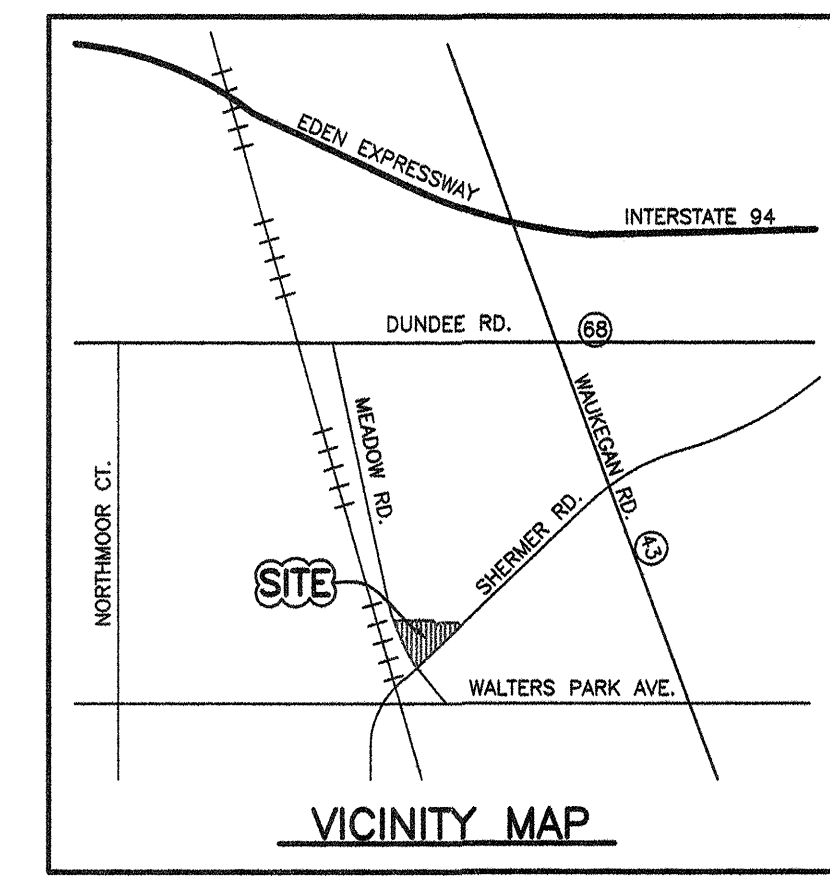 EDEN EXPRESSWAY
INTERSTATE 94
DUNDEE RD.
68
WAUKEGAN RD.
MEADOW RD.
NORTHMOOR CT.
SHERMER RD.
43
SITE
WALTERS PARK AVE.
VICINITY MAP